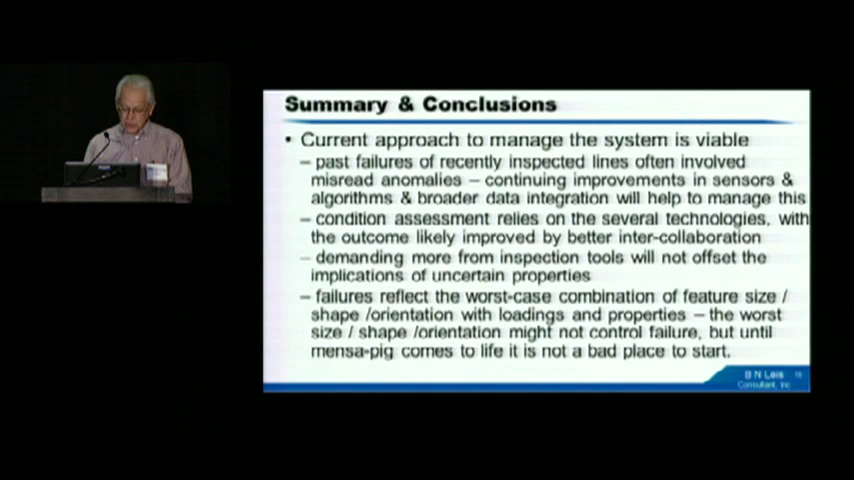 Summary & Conclusions
• Current approach to manage the system is viable
– past failures of recently inspected lines often involved
misread anomalies – continuing improvements in sensors &
algorithms & broader data integration will help to manage this
– condition assessment relies on the several technologies, with
the outcome likely improved by better inter-collaboration
– demanding more from inspection tools will not offset the
implications of uncertain properties
– failures reflect the worst-case combination of feature size /
shape /orientation with loadings and properties – the worst
size / shape /orientation might not control failure, but until
mensa-pig comes to life it is not a bad place to start.
B N Leis
Consultant, Inc